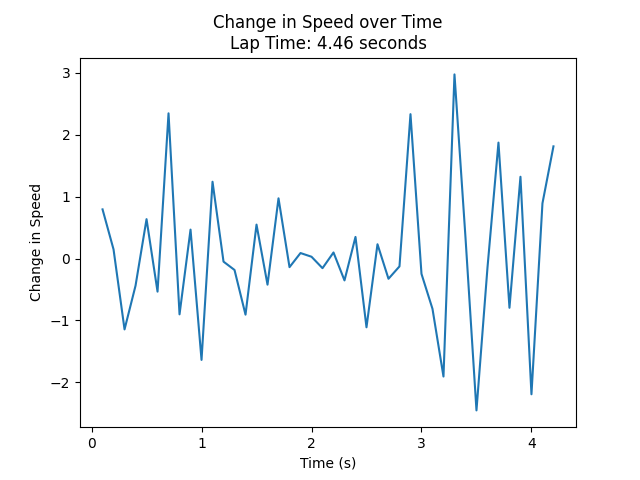 Change in Speed over Time
Lap Time: 4.46 seconds
3
2
1
0
−1
−2
Change in Speed
0 1 2 3 4
Time (s)